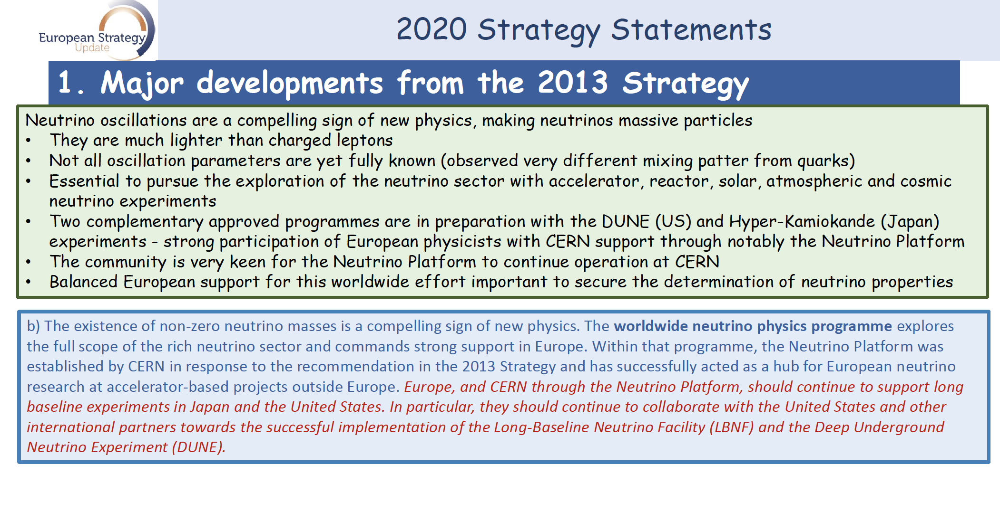 European Strategy
Update
2020 Strategy Statements
1. Major developments from the 2013 Strategy
Neutrino oscillations are a compelling sign of new physics, making neutrinos massive particles
• They are much lighter than charged leptons
• Not all oscillation parameters are yet fully known (observed very different mixing patter from quarks)
• Essential to pursue the exploration of the neutrino sector with accelerator, reactor, solar, atmospheric and cosmic
neutrino experiments
• Two complementary approved programmes are in preparation with the DUNE (US) and Hyper-Kamiokande (Japan)
experiments - strong participation of European physicists with CERN support through notably the Neutrino Platform
• The community is very keen for the Neutrino Platform to continue operation at CERN
• Balanced European support for this worldwide effort important to secure the determination of neutrino properties
b) The existence of non-zero neutrino masses is a compelling sign of new physics. The worldwide neutrino physics programme explores
the full scope of the rich neutrino sector and commands strong support in Europe. Within that programme, the Neutrino Platform was
established by CERN in response to the recommendation in the 2013 Strategy and has successfully acted as a hub for European neutrino
research at accelerator-based projects outside Europe. Europe, and CERN through the Neutrino Platform, should continue to support long
baseline experiments in Japan and the United States. In particular, they should continue to collaborate with the United States and other
international partners towards the successful implementation of the Long-Baseline Neutrino Facility (LBNF) and the Deep Underground
Neutrino Experiment (DUNE).